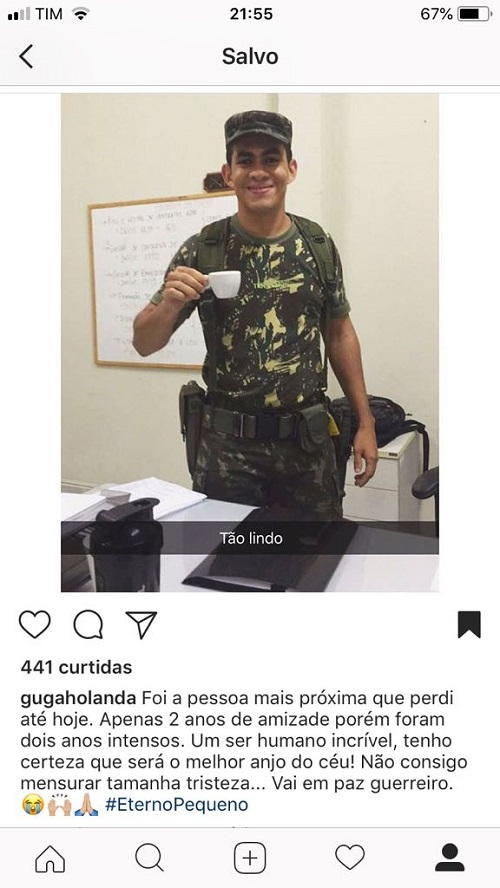 TIM
21:55
67%
Salvo
Tão lindo
441 curtidas
gugaholanda Foi a pessoa mais próxima que perdi
até hoje. Apenas 2 anos de amizade porém foram
dois anos intensos. Um ser humano incrível, tenho
certeza que será o melhor anjo do céu! Não consigo
mensurar tamanha tristeza... Vai em paz guerreiro.
😭🙌🏼🙏🏼 #EternoPequeno